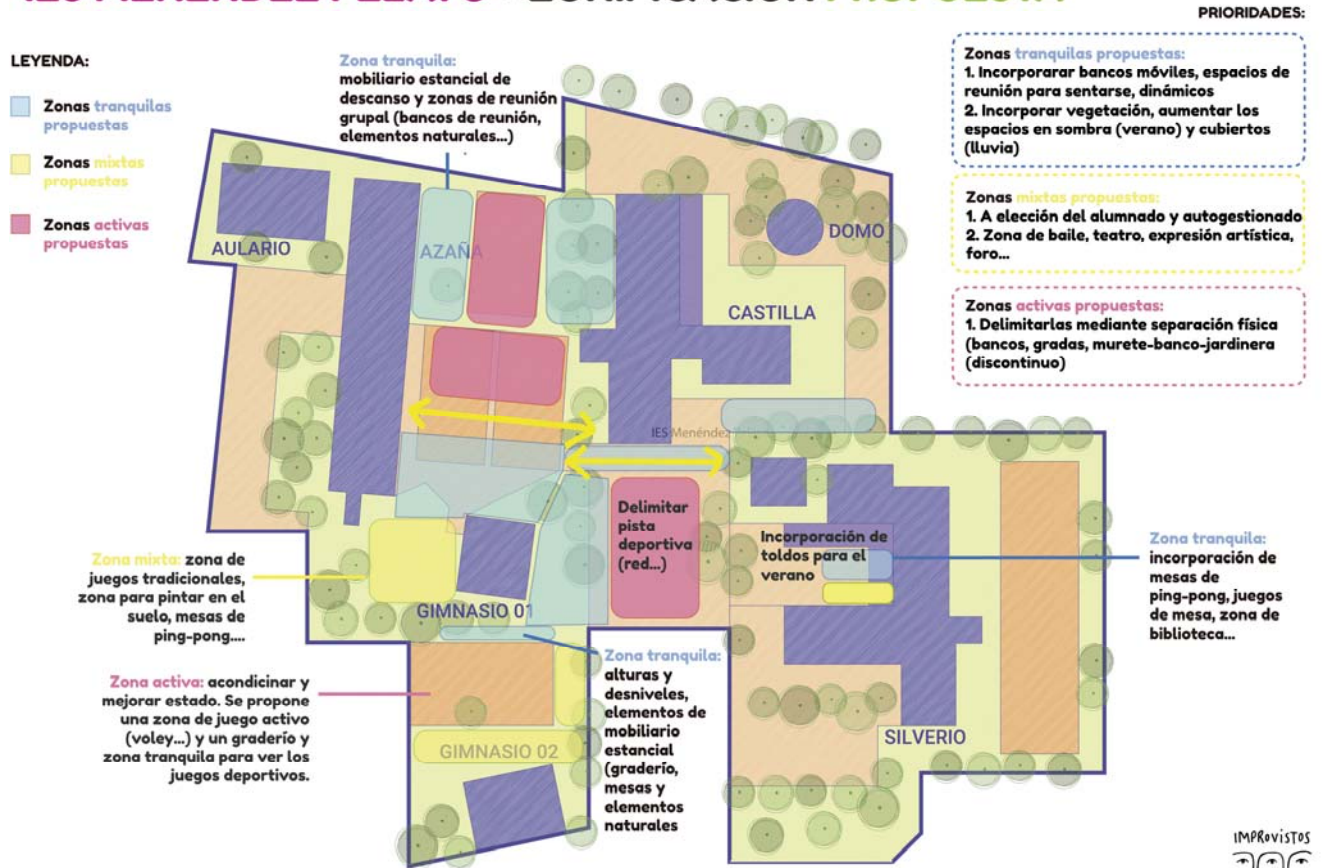 PRIORIDADES:
LEYENDA:
Zonas tranquilas
propuestas
Zonas mixtas
propuestas
Zonas activas
propuestas
Zona tranquila:
mobiliario estancial de
descanso y zonas de reunión
grupal (bancos de reunión,
elementos naturales...)
Zonas tranquilas propuestas:
1. Incorporarar bancos móviles, espacios de
reunión para sentarse, dinámicos
2. Incorporar vegetación, aumentar los
espacios en sombra (verano) y cubiertos
(lluvia)
Zonas mixtas propuestas:
1. A elección del alumnado y autogestionado
2. Zona de baile, teatro, expresión artística,
foro...
Zonas activas propuestas:
1. Delimitarlas mediante separación física
(bancos, gradas, murete-banco-jardinera
(discontinuo)
AULARIO
AZAÑA
DOMO
CASTILLA
IES Menéndez
Delimitar
pista
deportiva
(red...)
Incorporación de
toldos para el
verano
Zona tranquila:
incorporación de
mesas de
ping-pong, juegos
de mesa, zona de
biblioteca...
Zona mixta: zona de
juegos tradicionales,
zona para pintar en el
suelo, mesas de
ping-pong....
GIMNASIO 01
Zona activa: acondicinar y
mejorar estado. Se propone
una zona de juego activo
(voley...) y un graderío y
zona tranquila para ver los
juegos deportivos.
Zona tranquila:
alturas y
desniveles,
elementos de
mobiliario
estancial
(graderío,
mesas y
elementos
naturales
GIMNASIO 02
SILVERIO
IMPROVISTOS